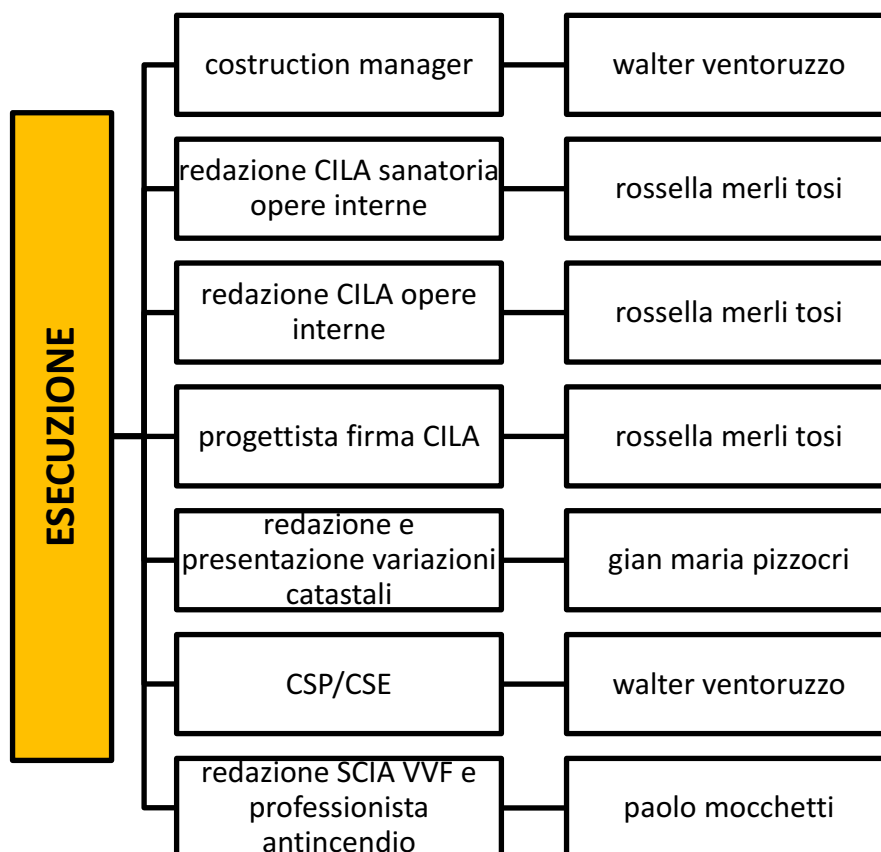 ESECUZIONE
costruction manager
walter ventoruzzo
redazione CILA sanatoria
opere interne
rossella merli tosi
redazione CILA opere
interne
rossella merli tosi
progettista firma CILA
rossella merli tosi
redazione e
presentazione variazioni
catastali
gian maria pizzocri
CSP/CSE
walter ventoruzzo
redazione SCIA VVF e
professionista
antincendio
paolo mocchetti